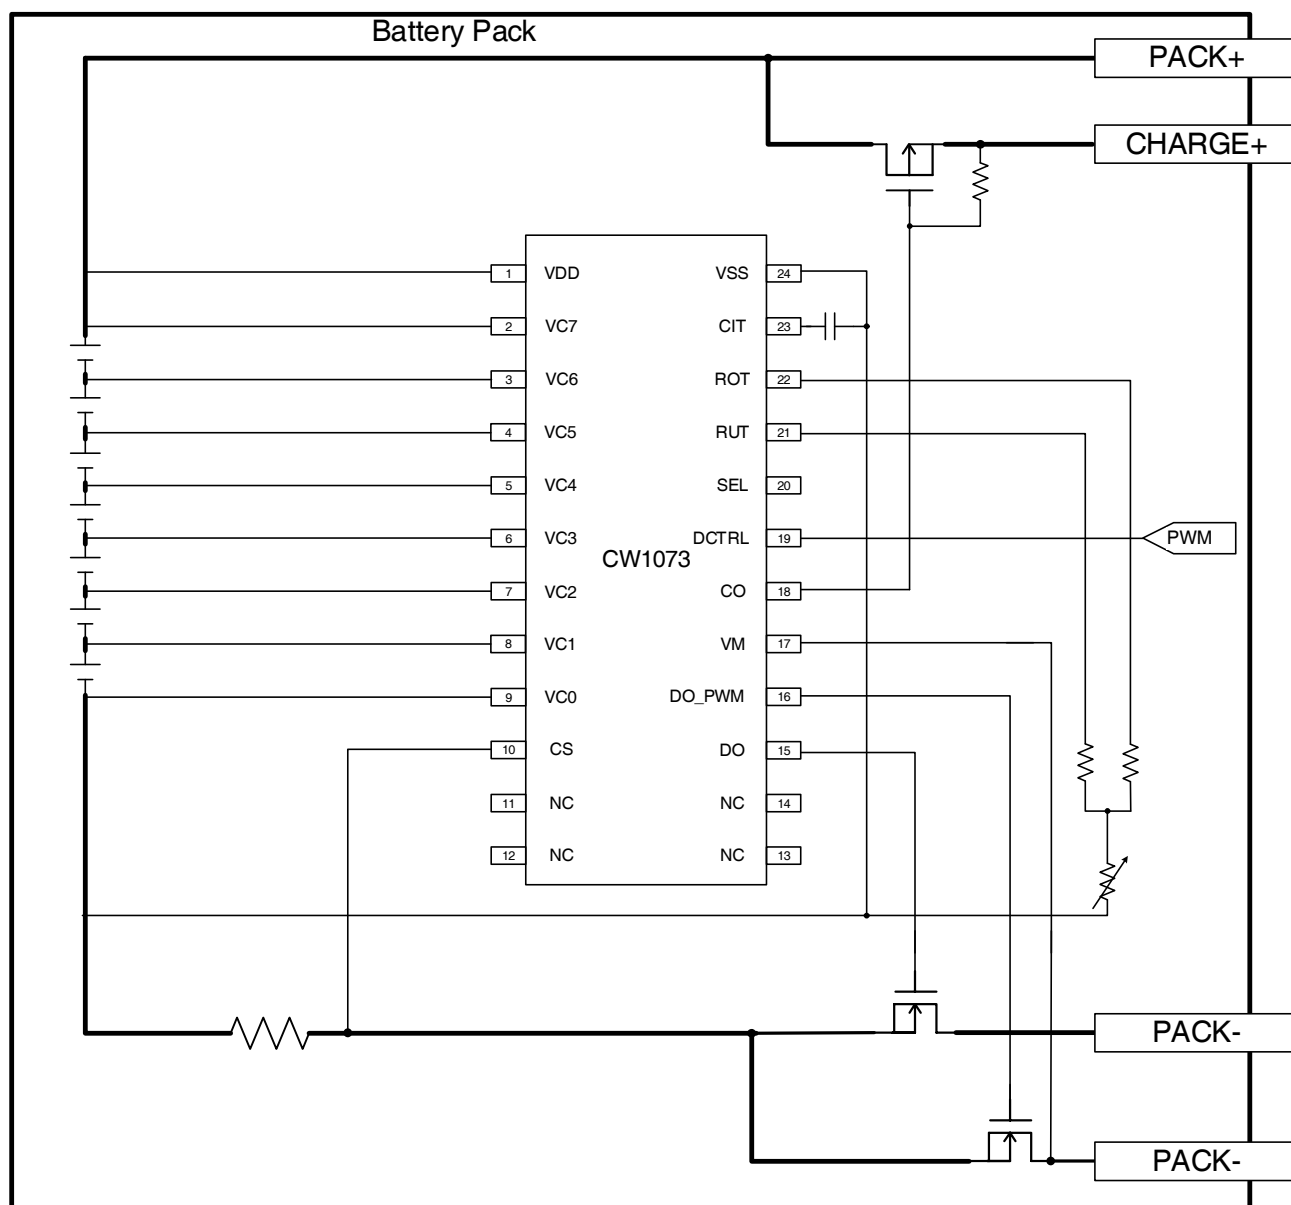 Battery Pack
PACK+
CHARGE+
1 VDD VSS 24
2 VC7 CIT 23
3 VC6 ROT 22
4 VC5 RUT 21
5 VC4 SEL 20
6 VC3 DCTRL 19 PWM
CW1073
7 VC2 CO 18
8 VC1 VM 17
9 VC0 DO_PWM 16
10 CS DO 15
11 NC NC 14
12 NC NC 13
PACK-
PACK-